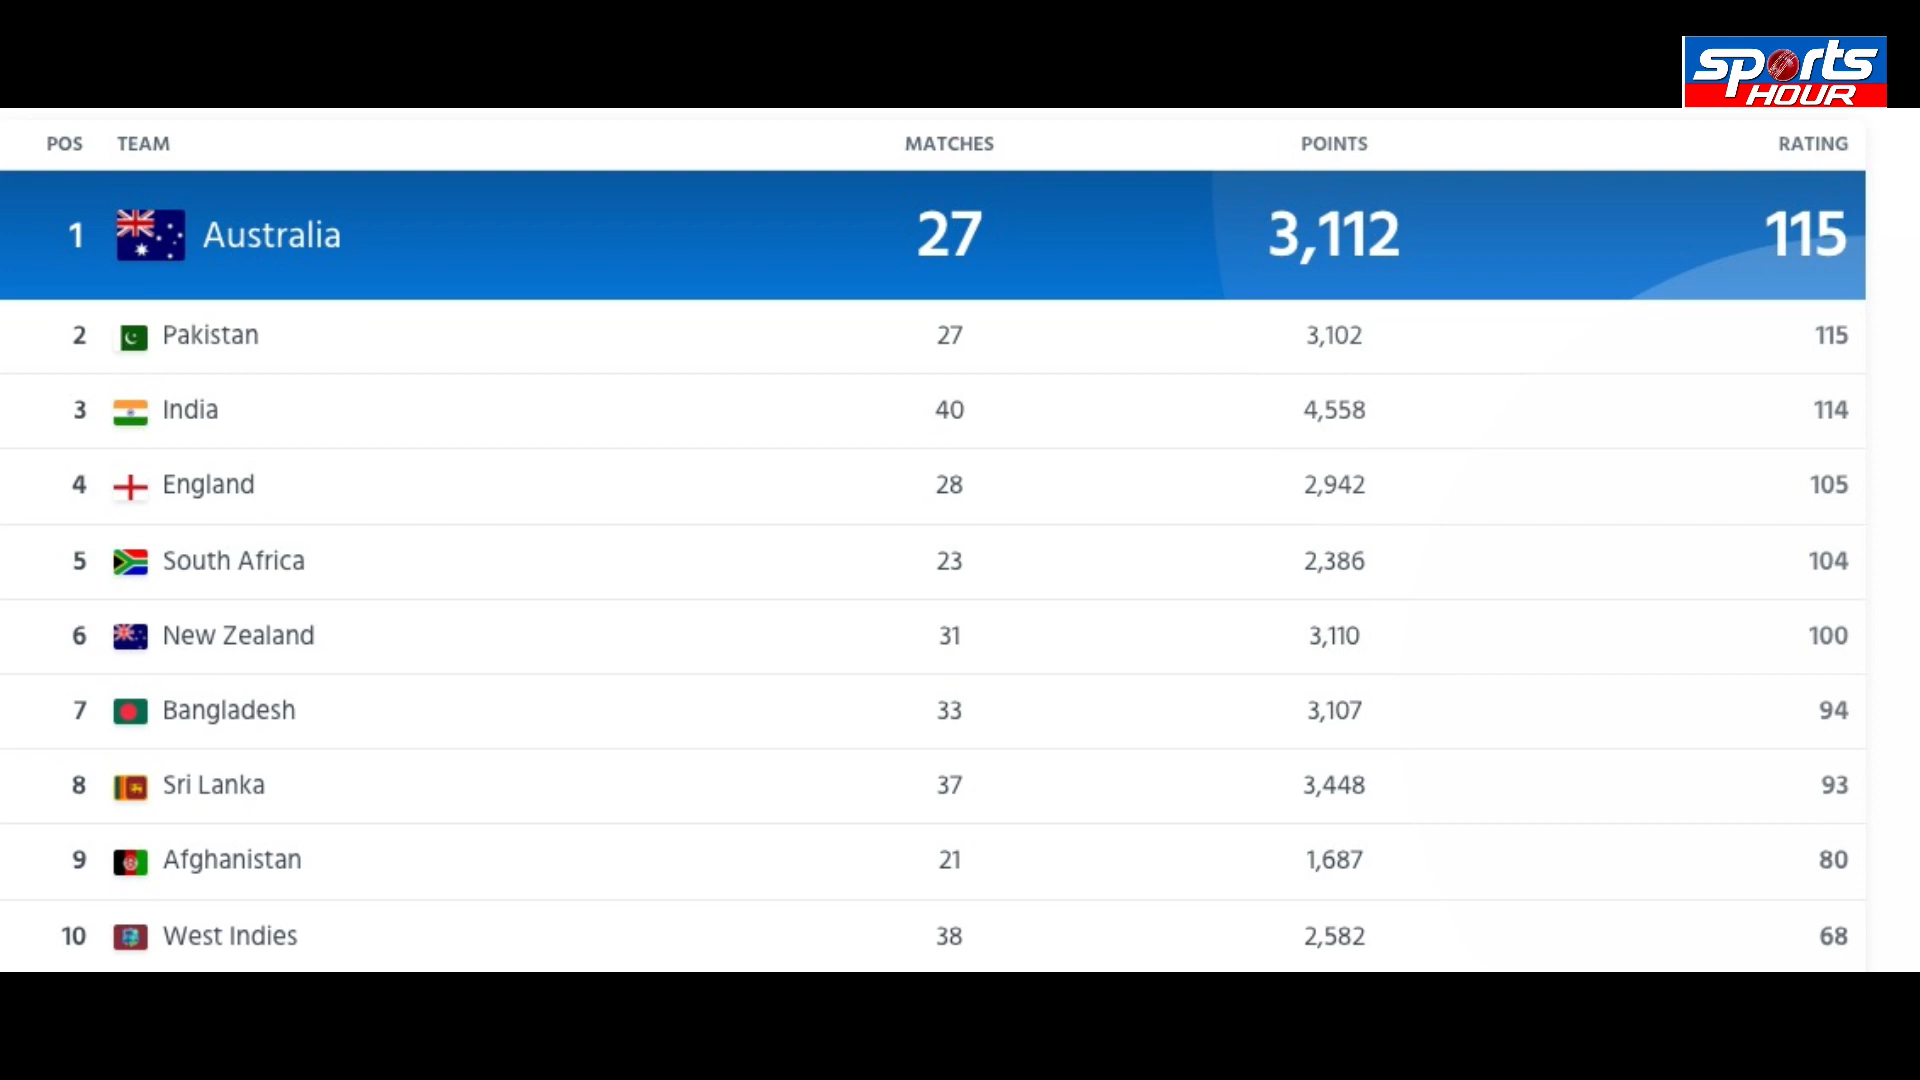 sports
HOUR
POS TEAM MATCHES POINTS RATING
1 Australia 27 3,112 115
2 Pakistan 27 3,102 115
3 India 40 4,558 114
4 England 28 2,942 105
5 South Africa 23 2,386 104
6 New Zealand 31 3,110 100
7 Bangladesh 33 3,107 94
8 Sri Lanka 37 3,448 93
9 Afghanistan 21 1,687 80
10 West Indies 38 2,582 68